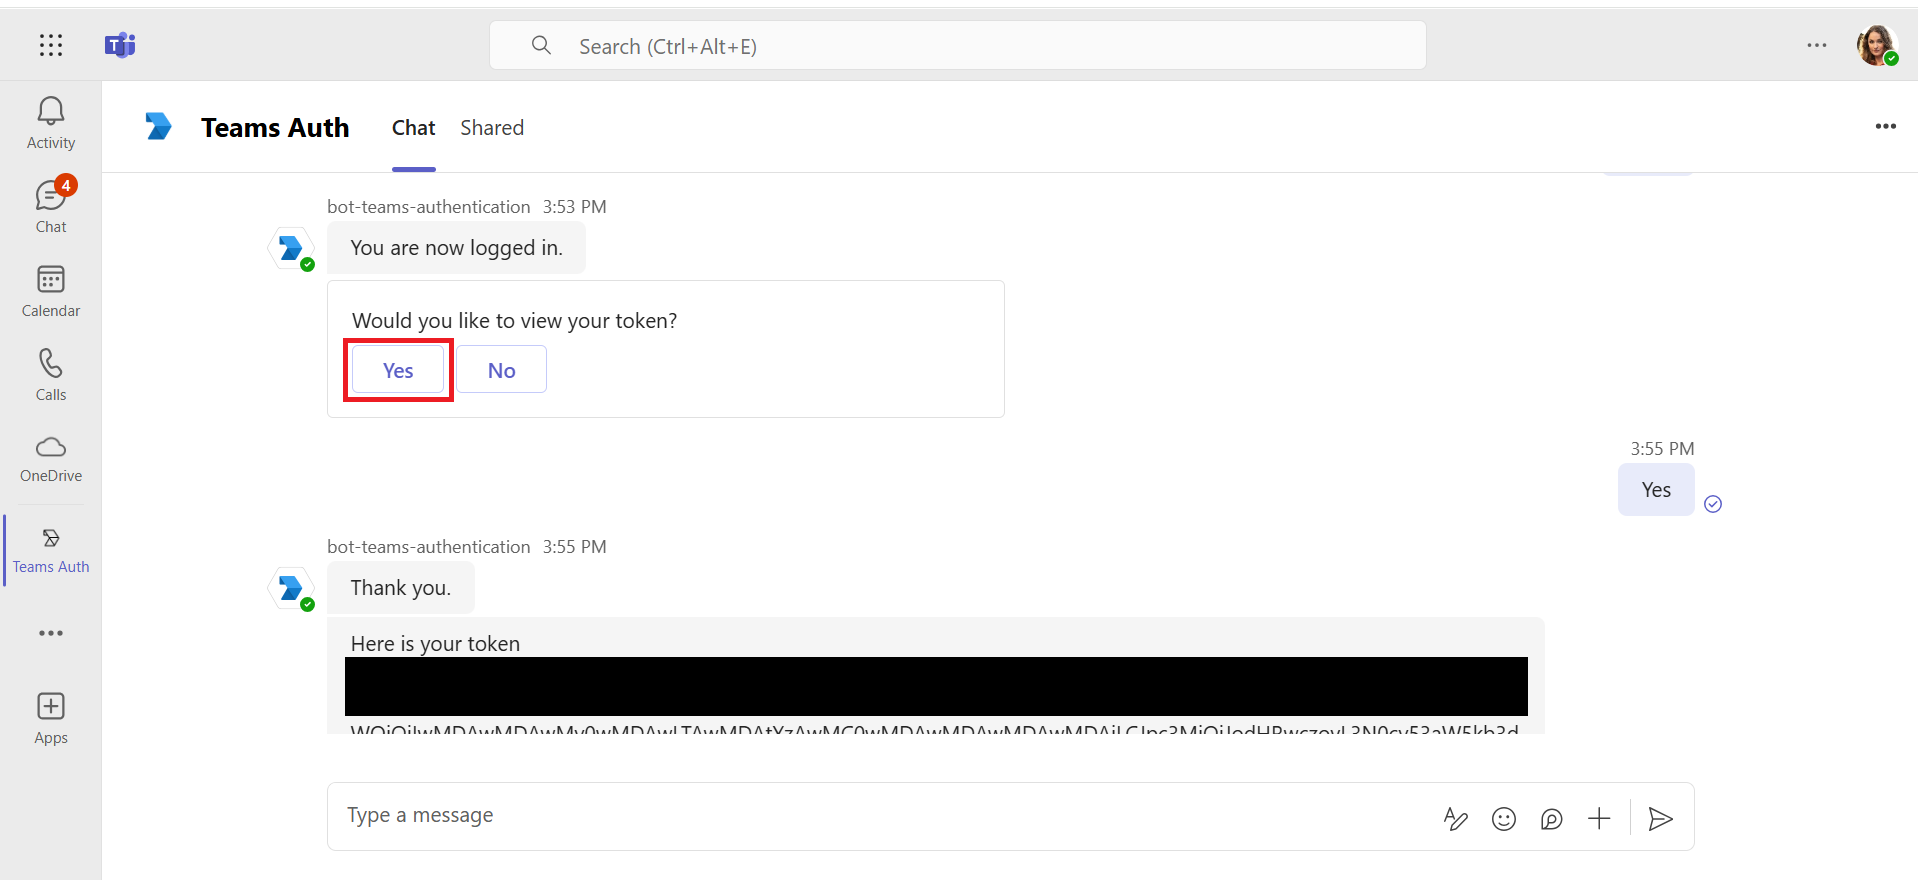 Search (Ctrl+Alt+E)
Activity
4
Chat
Calendar
Calls
OneDrive
Teams Auth
Apps
Teams Auth
Chat Shared
bot-teams-authentication 3:53 PM
You are now logged in.
Would you like to view your token?
Yes No
3:55 PM
Yes
bot-teams-authentication 3:55 PM
Thank you.
Here is your token
Type a message